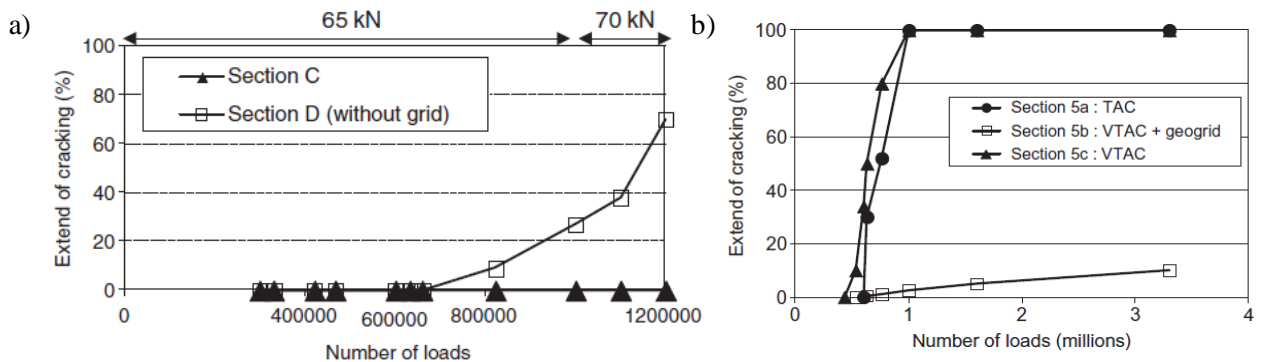 a)
65 kN
70 kN
Extend of cracking (%)
100
80
60
40
20
0
Section C
Section D (without grid)
0
400000
600000
800000
1200000
Number of loads
b)
Extend of cracking (%)
100
80
60
40
20
0
Section 5a : TAC
Section 5b : VTAC + geogrid
Section 5c : VTAC
0
1
2
3
4
Number of loads (millions)